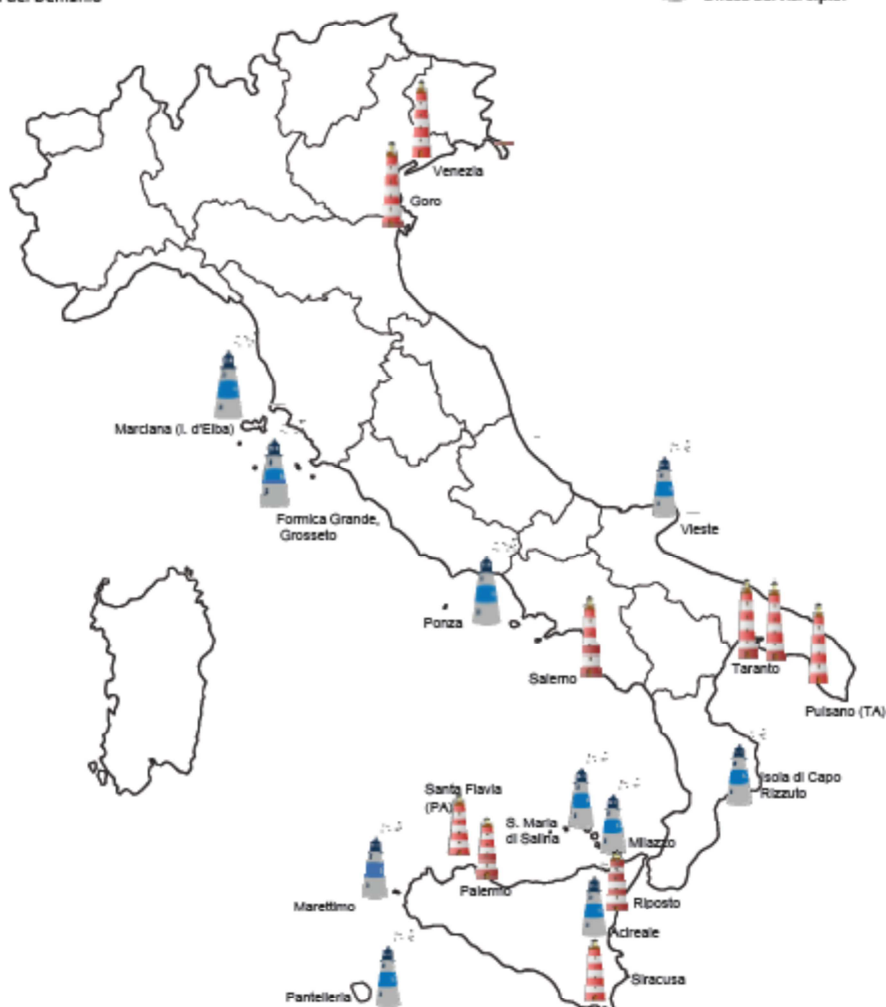 Venezia
Goro
Marciana (I. d'Elba)
Formica Grande,
Grosseto
Vieste
Ponza
Salerno
Taranto
Pulsano (TA)
Isola di Capo
Rizzuto
Santa Flavia
(PA)
S. Maria
di Salina
Milazzo
Palermo
Marettimo
Riposto
Acireale
Siracusa
Pantelleria